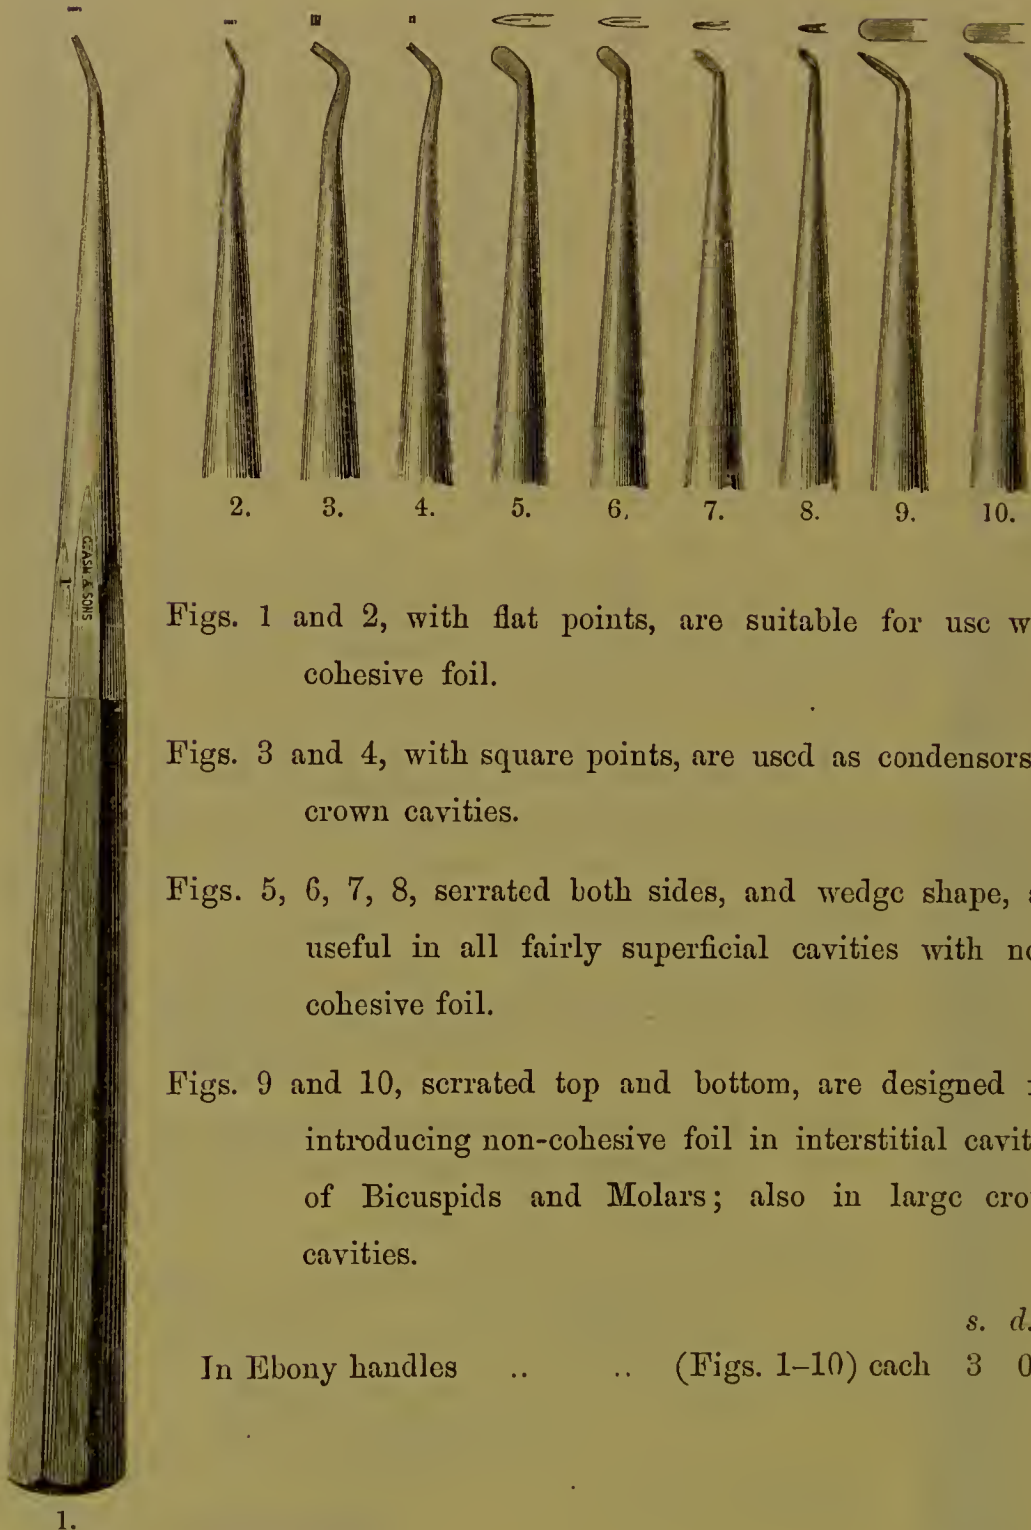 2. 3. 4. 5. 6. 7. 8. 9. 10.
C. ASH & SONS
1
Figs. 1 and 2, with flat points, are suitable for use
cohesive foil.
Figs. 3 and 4, with square points, are used as condensors
crown cavities.
Figs. 5, 6, 7, 8, serrated both sides, and wedge shape,
useful in all fairly superficial cavities with
cohesive foil.
Figs. 9 and 10, serrated top and bottom, are designed
introducing non-cohesive foil in interstitial
of Bicuspids and Molars; also in large
cavities.
s. d.
In Ebony handles .. .. (Figs. 1–10) each 3 0
1.